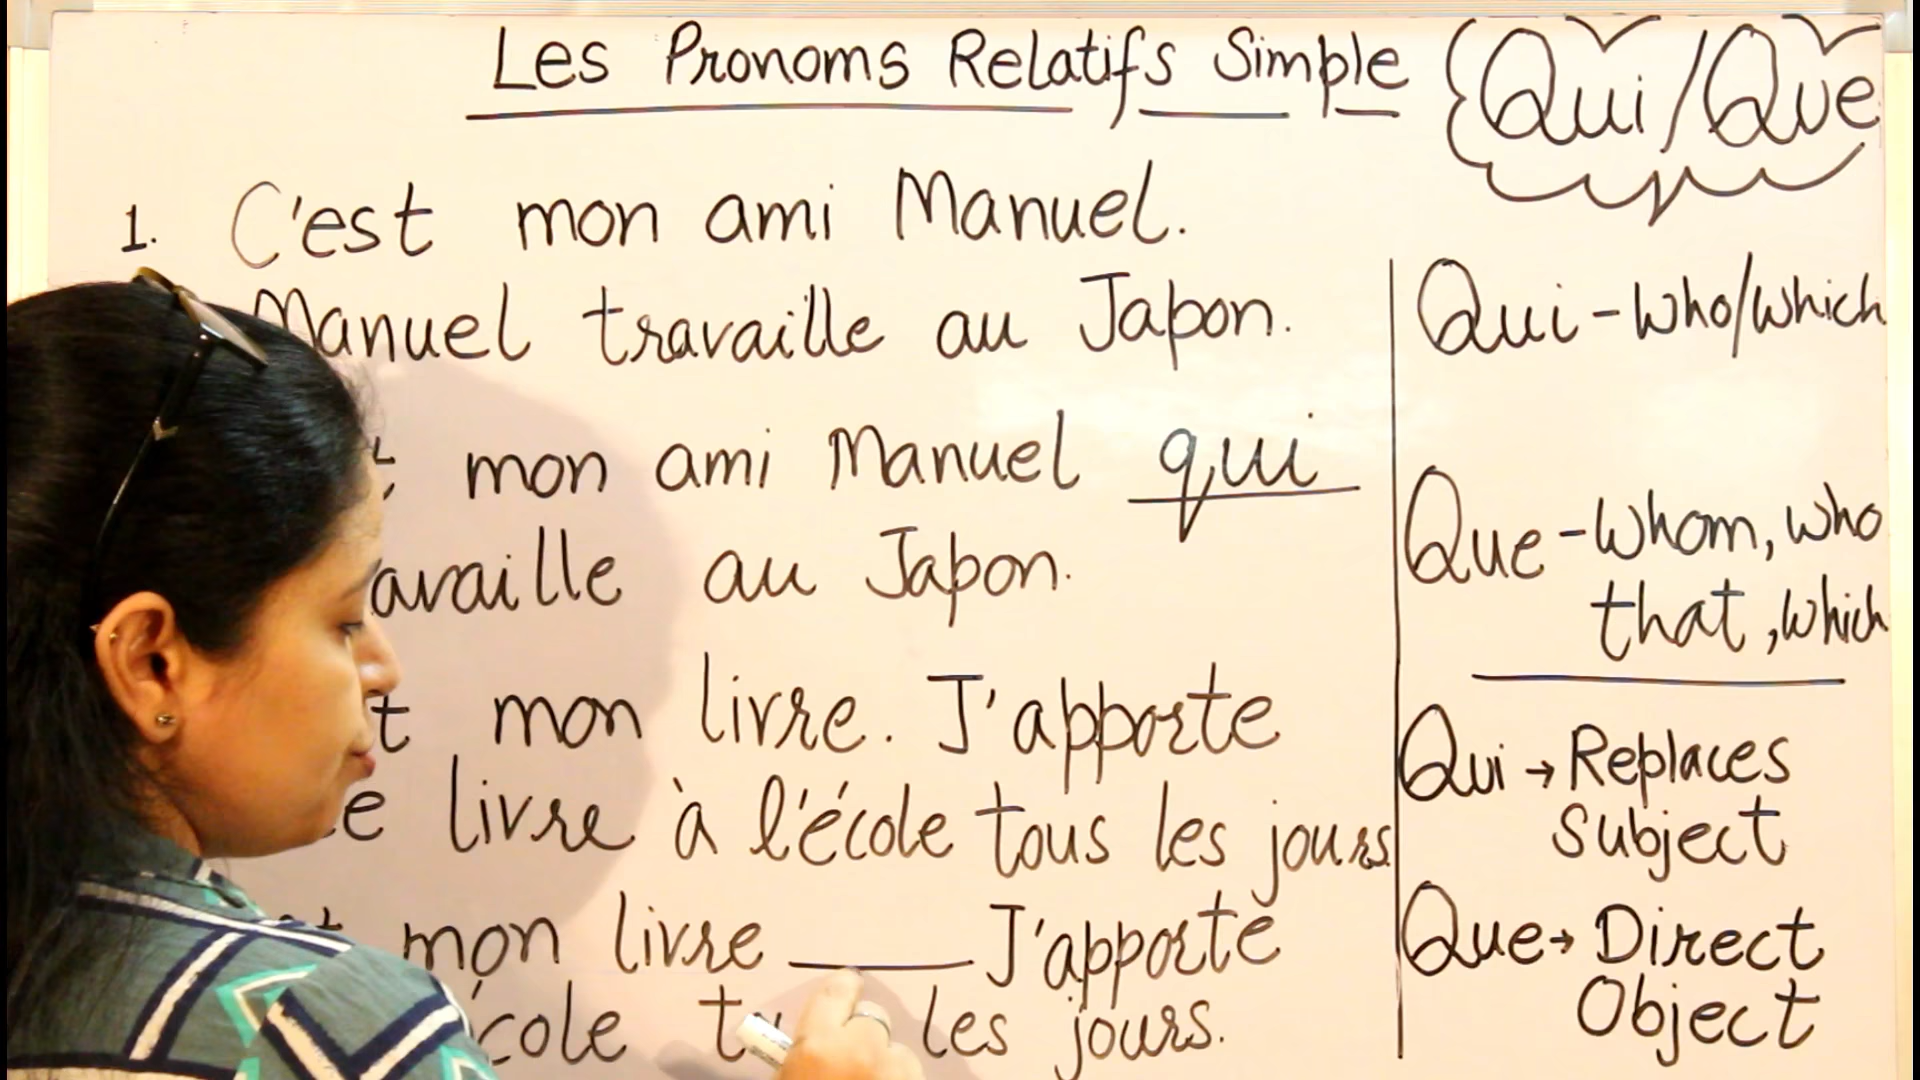 Les Pronoms Relatifs Simple
Qui/Que
1. C'est mon ami Manuel.
Manuel travaille au Japon.
mon ami Manuel qui
availle au Japon.
t mon livre. J'apporte
e livre à l'école tous les jours.
mon livre ____ J'apporte
école les jours.
Qui - who/which
Que - whom, who
that, which
Qui → Replaces
Subject
Que → Direct
Object